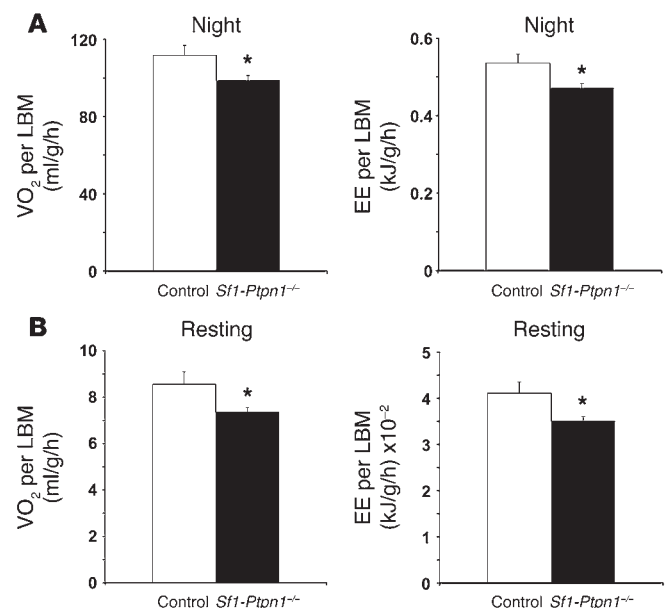 A
Night
VO2 per LBM
(ml/g/h)
120
80
40
0
*
Control Sf1-Ptpn1–/–
Night
EE per LBM
(kJ/g/h)
0.6
0.4
0.2
0
*
Control Sf1-Ptpn1–/–
B
Resting
VO2 per LBM
(ml/g/h)
10
8
6
4
2
0
*
Control Sf1-Ptpn1–/–
Resting
EE per LBM
(kJ/g/h) x10–2
5
4
3
2
1
0
*
Control Sf1-Ptpn1–/–